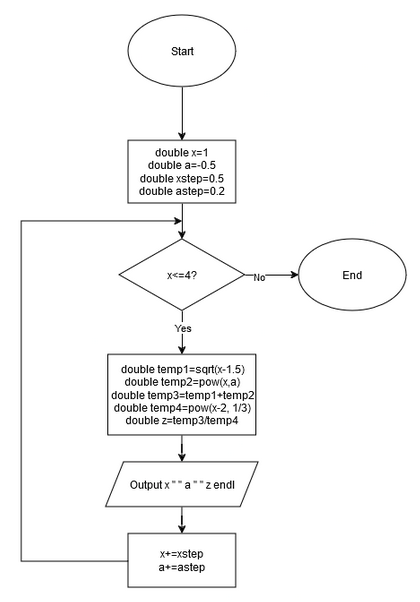 Start
double x=1
double a=-0.5
double xstep=0.5
double astep=0.2
x<=4?
No
End
Yes
double temp1=sqrt(x-1.5)
double temp2=pow(x,a)
double temp3=temp1+temp2
double temp4=pow(x-2, 1/3)
double z=temp3/temp4
Output x " " a " " z endl
x+=xstep
a+=astep